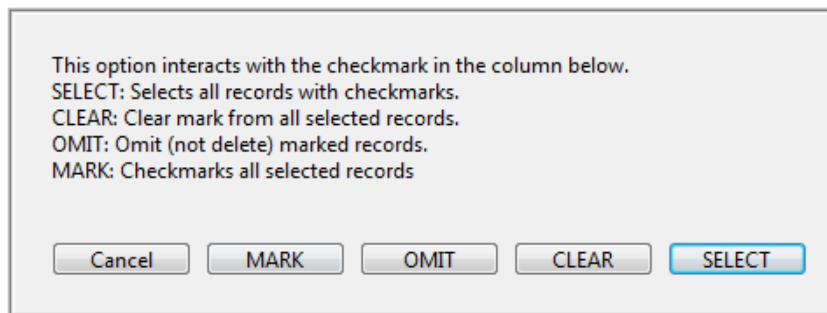 This option interacts with the checkmark in the column below.
SELECT: Selects all records with checkmarks.
CLEAR: Clear mark from all selected records.
OMIT: Omit (not delete) marked records.
MARK: Checkmarks all selected records
Cancel MARK OMIT CLEAR SELECT